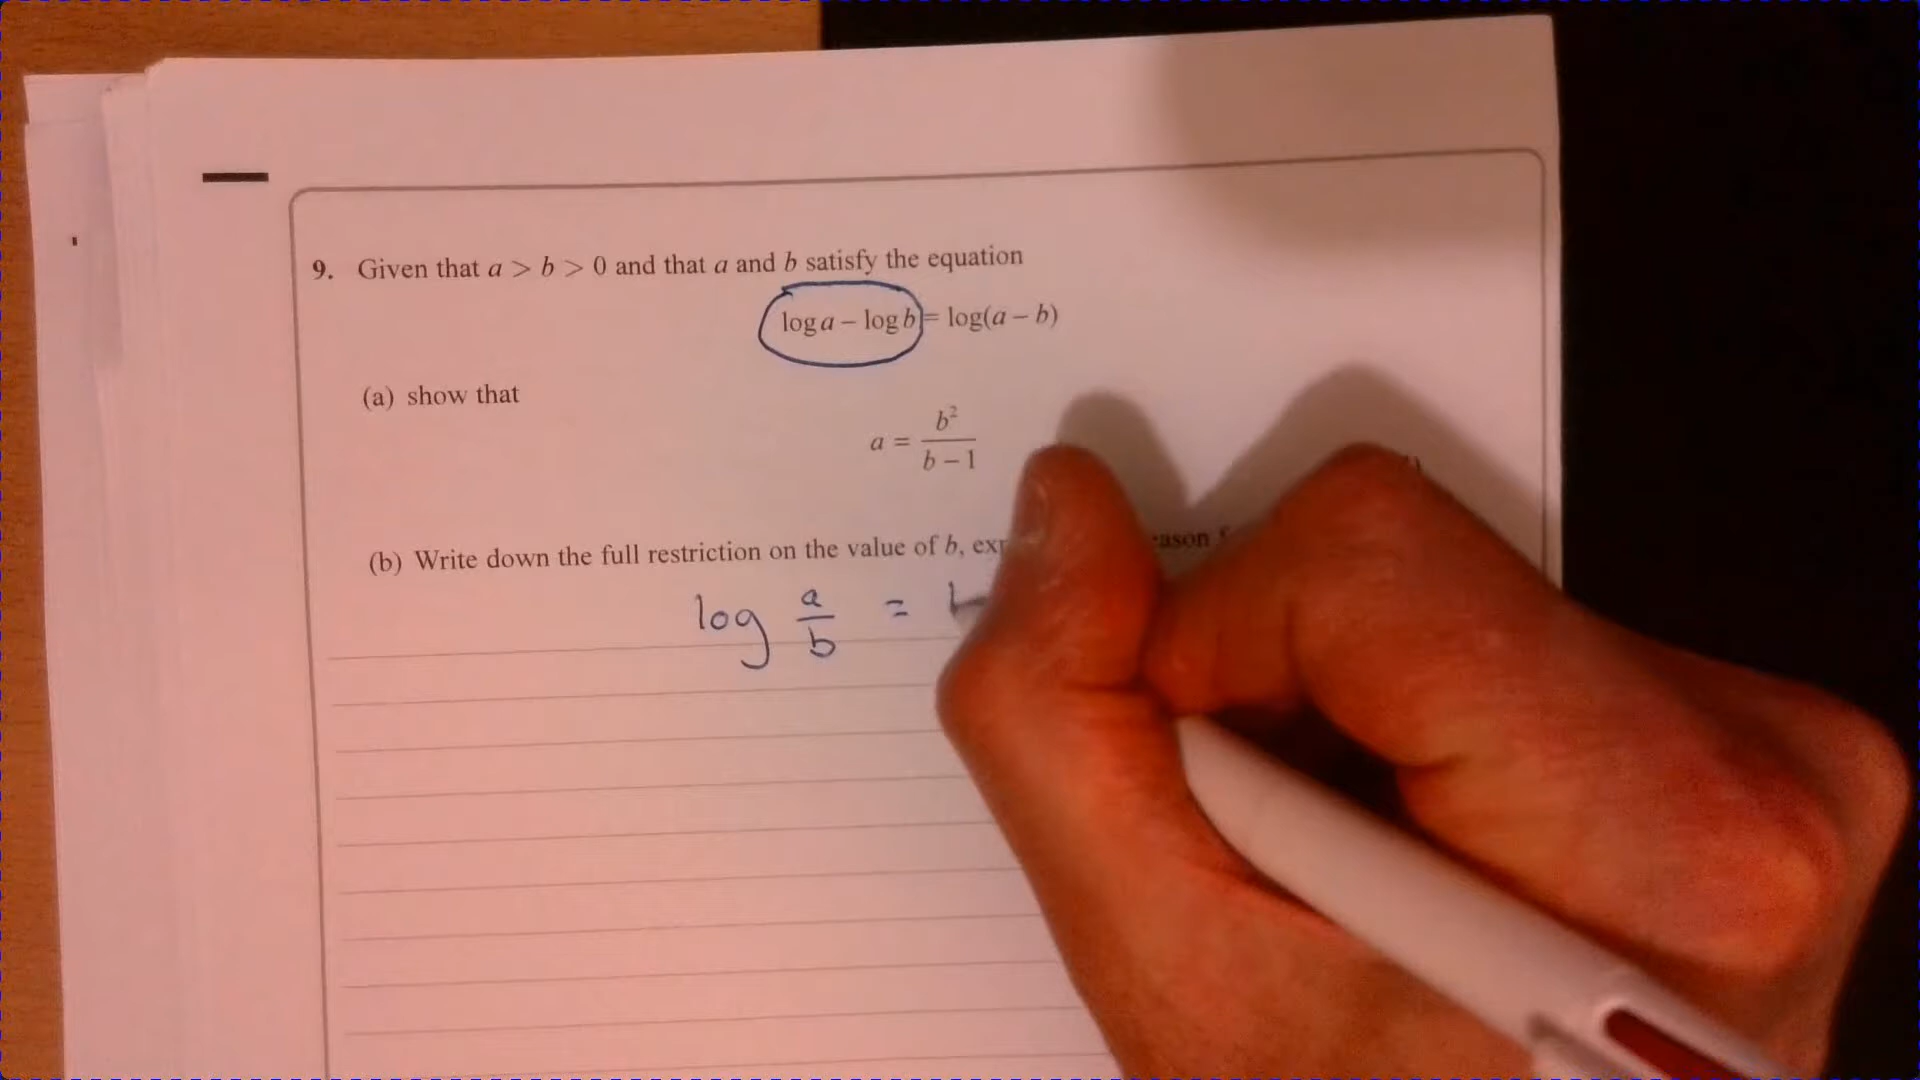 9. Given that a > b > 0 and that a and b satisfy the equation
log a – log b = log(a – b)
(a) show that
a = b² / b – 1
(b) Write down the full restriction on the value of b,
log a/b =